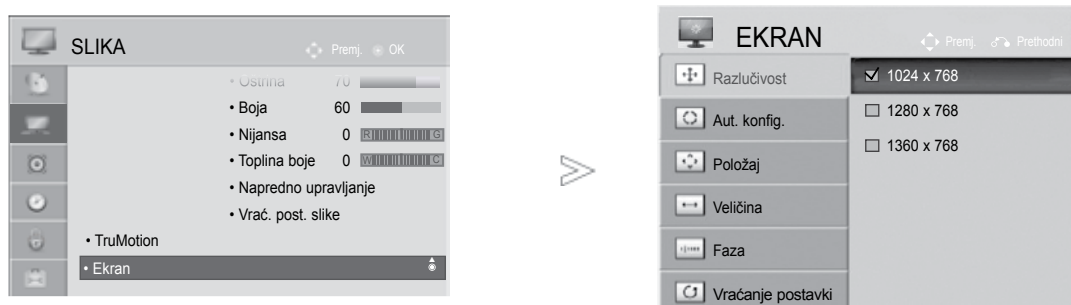 SLIKA
Premj. OK
• Oštrina 70
• Boja 60
• Nijansa 0 R G
• Toplina boje 0 W C
• Napredno upravljanje
• Vrać. post. slike
• TruMotion
• Ekran
EKRAN
Premj. Prethodni
Razlučivost
Aut. konfig.
Položaj
Veličina
Faza
Vraćanje postavki
1024 x 768
1280 x 768
1360 x 768